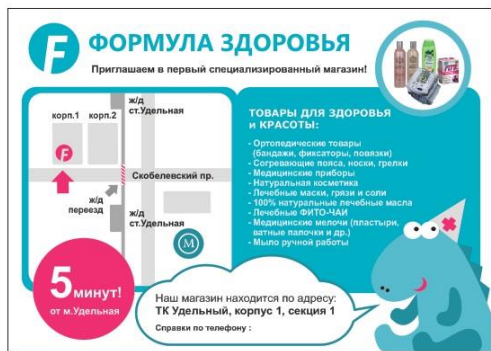 F ФОРМУЛА ЗДОРОВЬЯ
Приглашаем в первый специализированный магазин!
ж/д
ст.Удельная
корп.1 корп.2
F
Скобелевский пр.
ж/д
переезд
ж/д
ст.Удельная
М
5 минут!
от м.Удельная
ТОВАРЫ ДЛЯ ЗДОРОВЬЯ
и КРАСОТЫ:
- Ортопедические товары
(бандажи, фиксаторы, повязки)
- Согревающие пояса, носки, грелки
- Медицинские приборы
- Натуральная косметика
- Лечебные маски, грязи и соли
- 100% натуральные лечебные масла
- Лечебные ФИТО-ЧАИ
- Медицинские мелочи (пластыри,
ватные палочки и др.)
- Мыло ручной работы
Наш магазин находится по адресу:
ТК Удельный, корпус 1, секция 1
Справки по телефону :